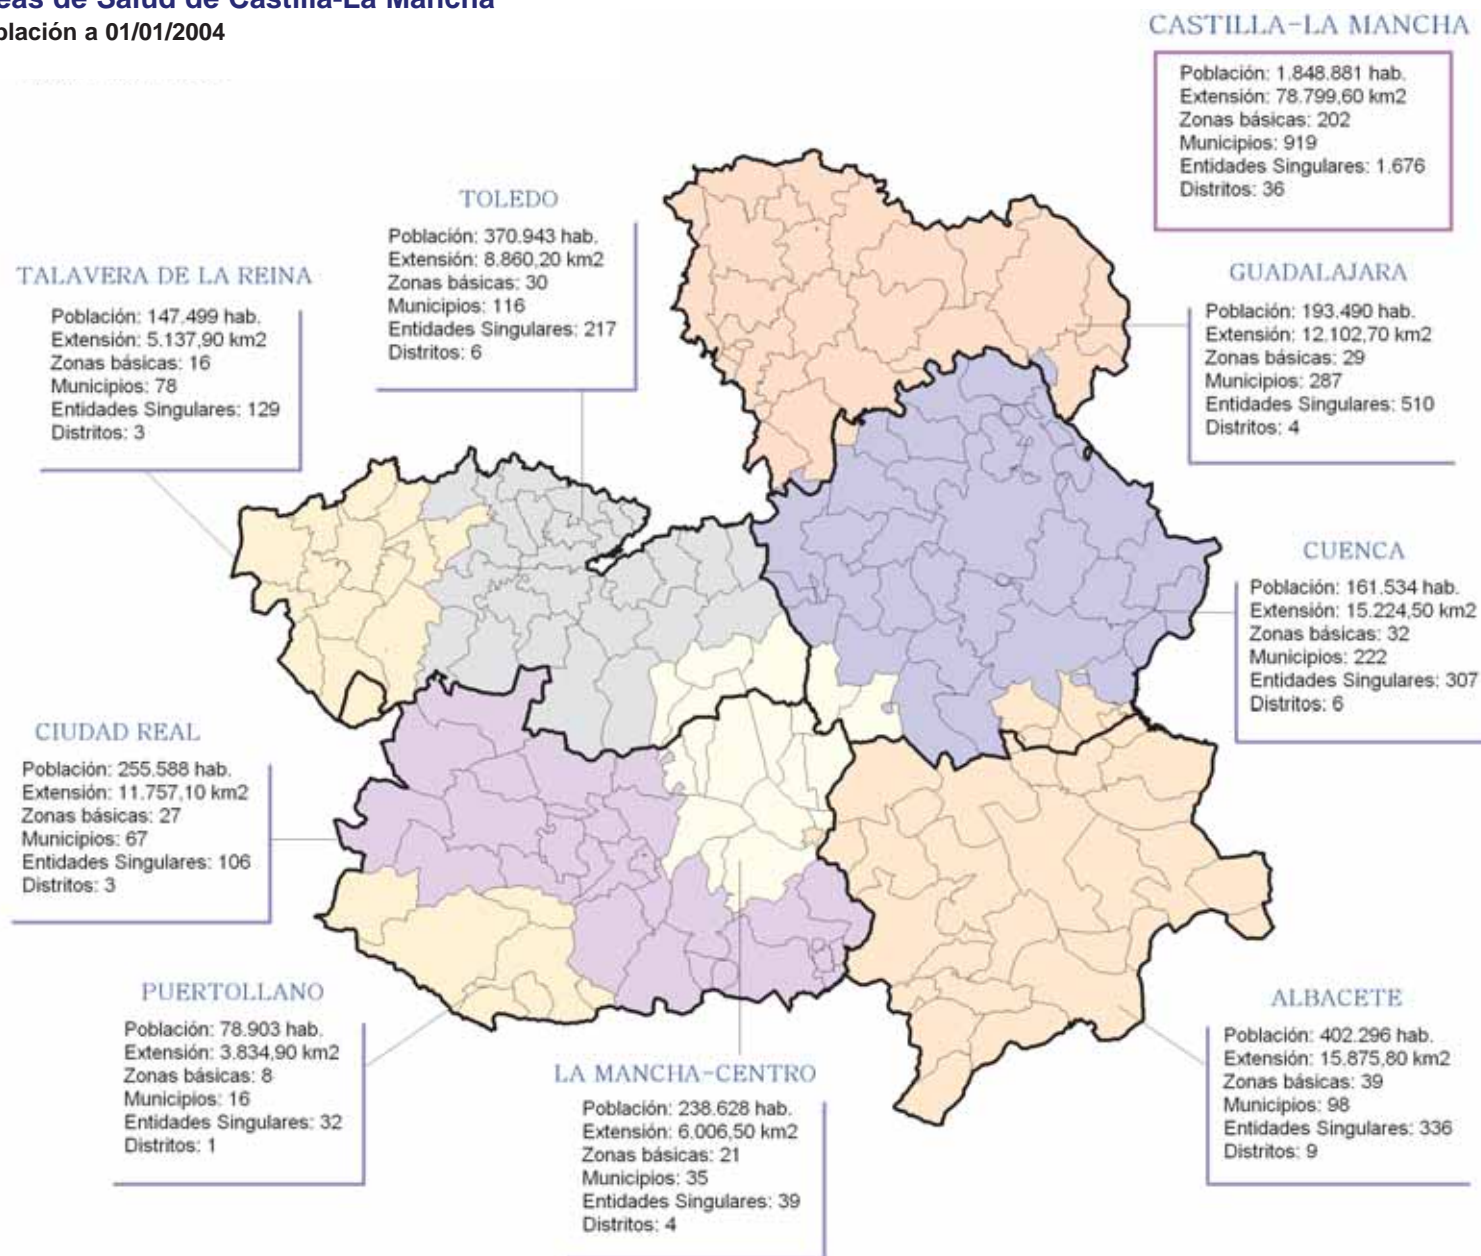 eas de Salud de Castilla-La Mancha
blación a 01/01/2004
CASTILLA-LA MANCHA
Población: 1.848.881 hab.
Extensión: 78.799,60 km2
Zonas básicas: 202
Municipios: 919
Entidades Singulares: 1.676
Distritos: 36
TOLEDO
Población: 370.943 hab.
Extensión: 8.860,20 km2
Zonas básicas: 30
Municipios: 116
Entidades Singulares: 217
Distritos: 6
TALAVERA DE LA REINA
Población: 147.499 hab.
Extensión: 5.137,90 km2
Zonas básicas: 16
Municipios: 78
Entidades Singulares: 129
Distritos: 3
GUADALAJARA
Población: 193.490 hab.
Extensión: 12.102,70 km2
Zonas básicas: 29
Municipios: 287
Entidades Singulares: 510
Distritos: 4
CUENCA
Población: 161.534 hab.
Extensión: 15.224,50 km2
Zonas básicas: 32
Municipios: 222
Entidades Singulares: 307
Distritos: 6
CIUDAD REAL
Población: 255.588 hab.
Extensión: 11.757,10 km2
Zonas básicas: 27
Municipios: 67
Entidades Singulares: 106
Distritos: 3
PUERTOLLANO
Población: 78.903 hab.
Extensión: 3.834,90 km2
Zonas básicas: 8
Municipios: 16
Entidades Singulares: 32
Distritos: 1
LA MANCHA-CENTRO
Población: 238.628 hab.
Extensión: 6.006,50 km2
Zonas básicas: 21
Municipios: 35
Entidades Singulares: 39
Distritos: 4
ALBACETE
Población: 402.296 hab.
Extensión: 15.875,80 km2
Zonas básicas: 39
Municipios: 98
Entidades Singulares: 336
Distritos: 9